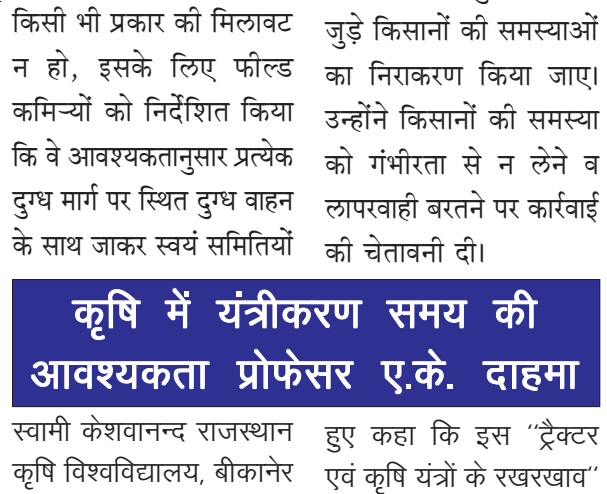 किसी भी प्रकार की मिलावट
न हो, इसके लिए फील्ड
कमिर्यों को निर्देशित किया
कि वे आवश्यकतानुसार प्रत्येक
दुग्ध मार्ग पर स्थित दुग्ध वाहन
के साथ जाकर स्वयं समितियों
जुड़े किसानों की समस्याओं
का निराकरण किया जाए।
उन्होंने किसानों की समस्या
को गंभीरता से न लेने व
लापरवाही बरतने पर कार्रवाई
की चेतावनी दी।
कृषि में यंत्रीकरण समय की
आवश्यकता प्रोफेसर ए.के. दाहमा
स्वामी केशवानन्द राजस्थान
कृषि विश्वविद्यालय, बीकानेर
हुए कहा कि इस ‘‘ट्रैक्टर
एवं कृषि यंत्रों के रखरखाव‘‘